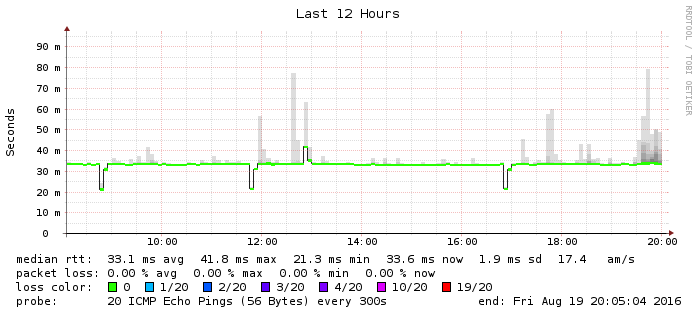 Last 12 Hours
RRDTOOL / TOBI OETIKER
Seconds
90 m
80 m
70 m
60 m
50 m
40 m
30 m
20 m
10 m
0
10:00 12:00 14:00 16:00 18:00 20:00
median rtt: 33.1 ms avg 41.8 ms max 21.3 ms min 33.6 ms now 1.9 ms sd 17.4 am/s
packet loss: 0.00 % avg 0.00 % max 0.00 % min 0.00 % now
loss color: 0 1/20 2/20 3/20 4/20 10/20 19/20
probe: 20 ICMP Echo Pings (56 Bytes) every 300s end: Fri Aug 19 20:05:04 2016